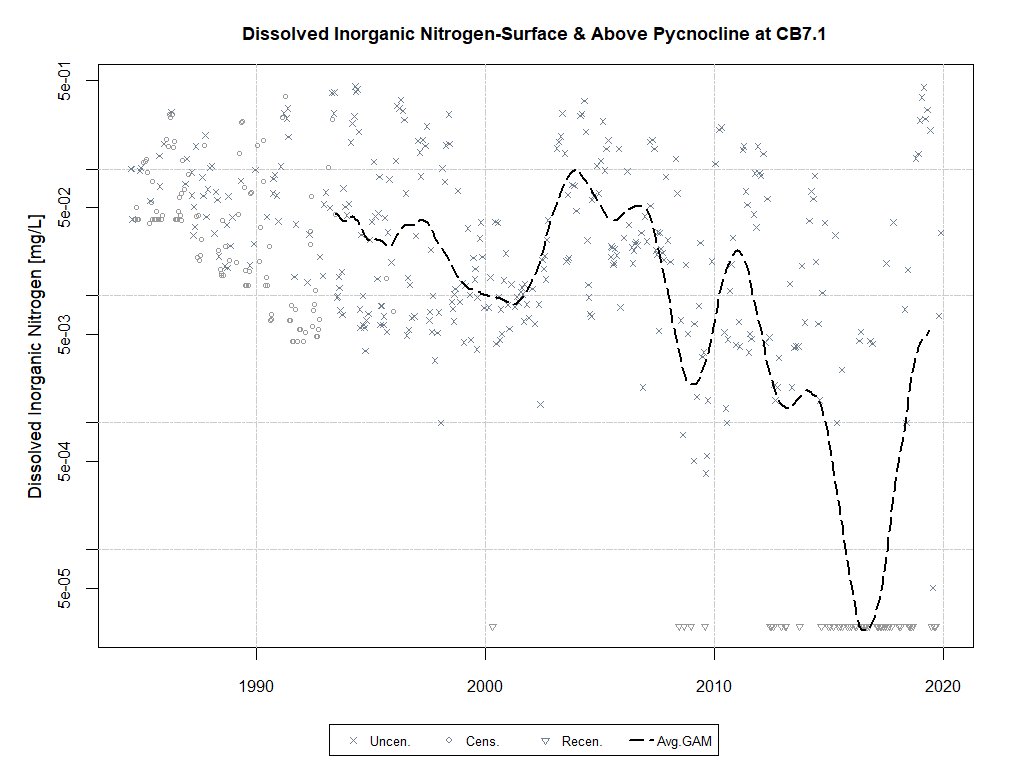 Dissolved Inorganic Nitrogen-Surface & Above Pycnocline at CB7.1
Dissolved Inorganic Nitrogen [mg/L]
5e-01
5e-02
5e-03
5e-04
5e-05
1990 2000 2010 2020
Uncen. Cens. Recen. Avg.GAM